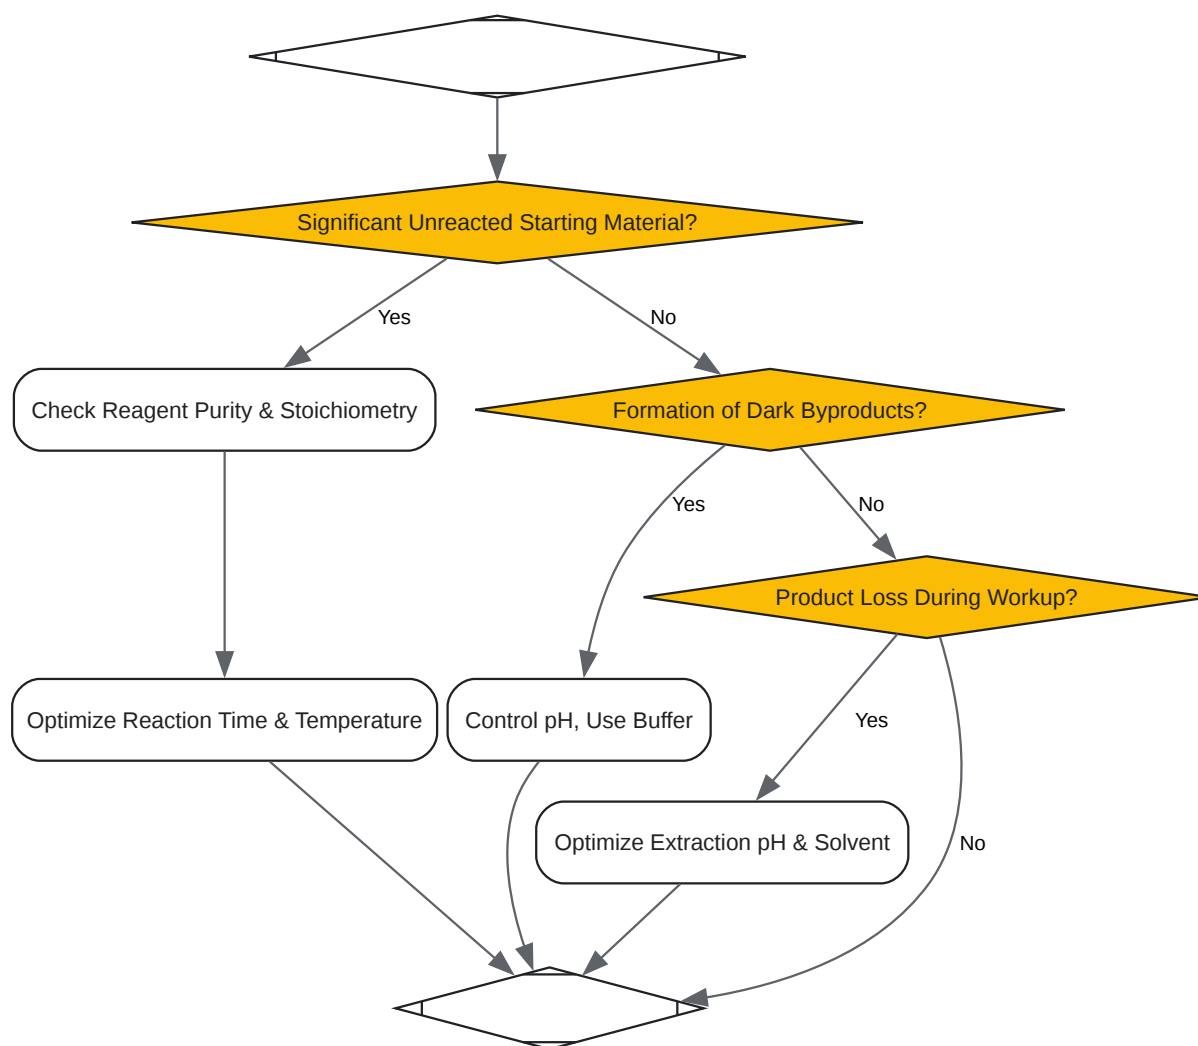 Significant Unreacted Starting Material?
Yes
No
Check Reagent Purity & Stoichiometry
Formation of Dark Byproducts?
Yes
No
Product Loss During Workup?
Optimize Reaction Time & Temperature
Control pH, Use Buffer
Yes
Optimize Extraction pH & Solvent
No